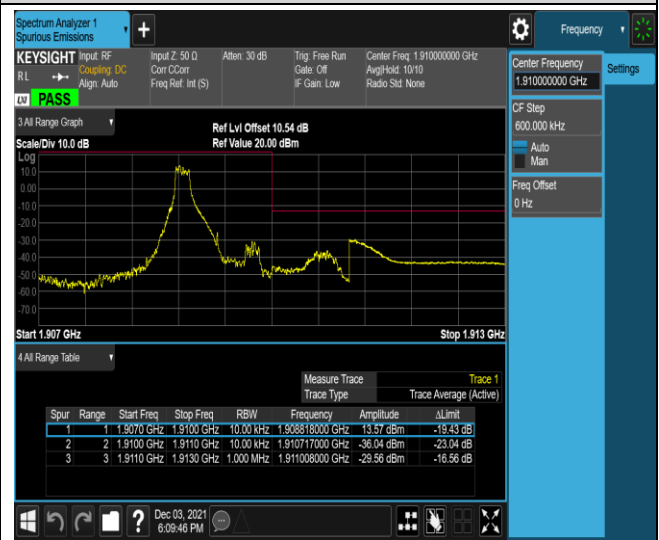 Spectrum Analyzer 1
Spurious Emissions
Frequency
KEYSIGHT Input: RF Input Z: 50 Ω Atten: 30 dB Trig: Free Run Center Freq: 1.910000000 GHz
RL Coupling: DC Corr CCorr Gate: Off Avg|Hold: 10/10
Align: Auto Freq Ref: Int (S) IF Gain: Low Radio Std: None
LXI PASS
3 All Range Graph
Ref Lvl Offset 10.54 dB
Scale/Div 10.0 dB Ref Value 20.00 dBm
Log
10.0
0.00
-10.0
-20.0
-30.0
-40.0
-50.0
-60.0
-70.0
Start 1.907 GHz Stop 1.913 GHz
4 All Range Table
Measure Trace Trace 1
Trace Type Trace Average (Active)
Spur Range Start Freq Stop Freq RBW Frequency Amplitude ΔLimit
1 1 1.9070 GHz 1.9100 GHz 10.00 kHz 1.908818000 GHz 13.57 dBm -19.43 dB
2 2 1.9100 GHz 1.9110 GHz 10.00 kHz 1.910717000 GHz -36.04 dBm -23.04 dB
3 3 1.9110 GHz 1.9130 GHz 1.000 MHz 1.911008000 GHz -29.56 dBm -16.56 dB
Center Frequency
1.910000000 GHz
Settings
CF Step
600.000 kHz
Auto
Man
Freq Offset
0 Hz
?
Dec 03, 2021
6:09:46 PM